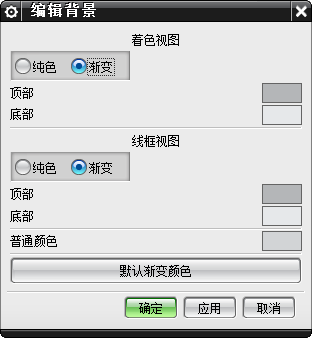 编辑背景
着色视图
纯色 渐变
顶部
底部
线框视图
纯色 渐变
顶部
底部
普通颜色
默认渐变颜色
确定 应用 取消